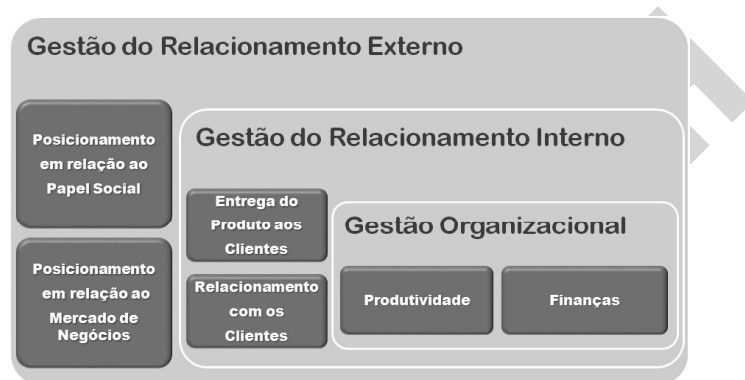 Gestão do Relacionamento Externo
Posicionamento
em relação ao
Papel Social
Posicionamento
em relação ao
Mercado de
Negócios
Gestão do Relacionamento Interno
Entrega do
Produto aos
Clientes
Relacionamento
com os
Clientes
Gestão Organizacional
Produtividade
Finanças